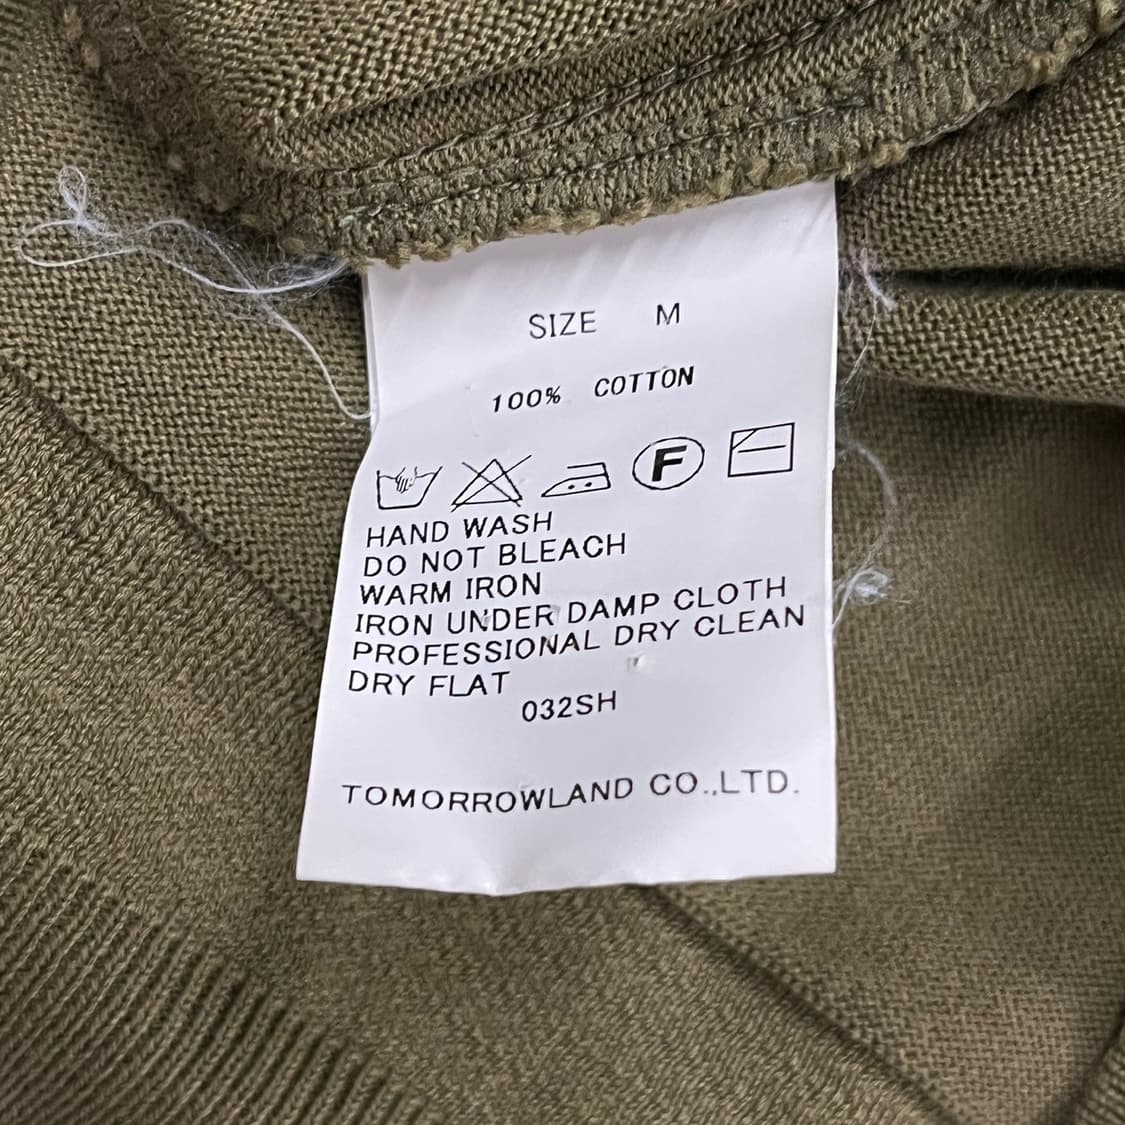 SIZE M
100% COTTON
F
HAND WASH
DO NOT BLEACH
WARM IRON
IRON UNDER DAMP CLOTH
PROFESSIONAL DRY CLEAN
DRY FLAT
032SH
TOMORROWLAND CO.,LTD.